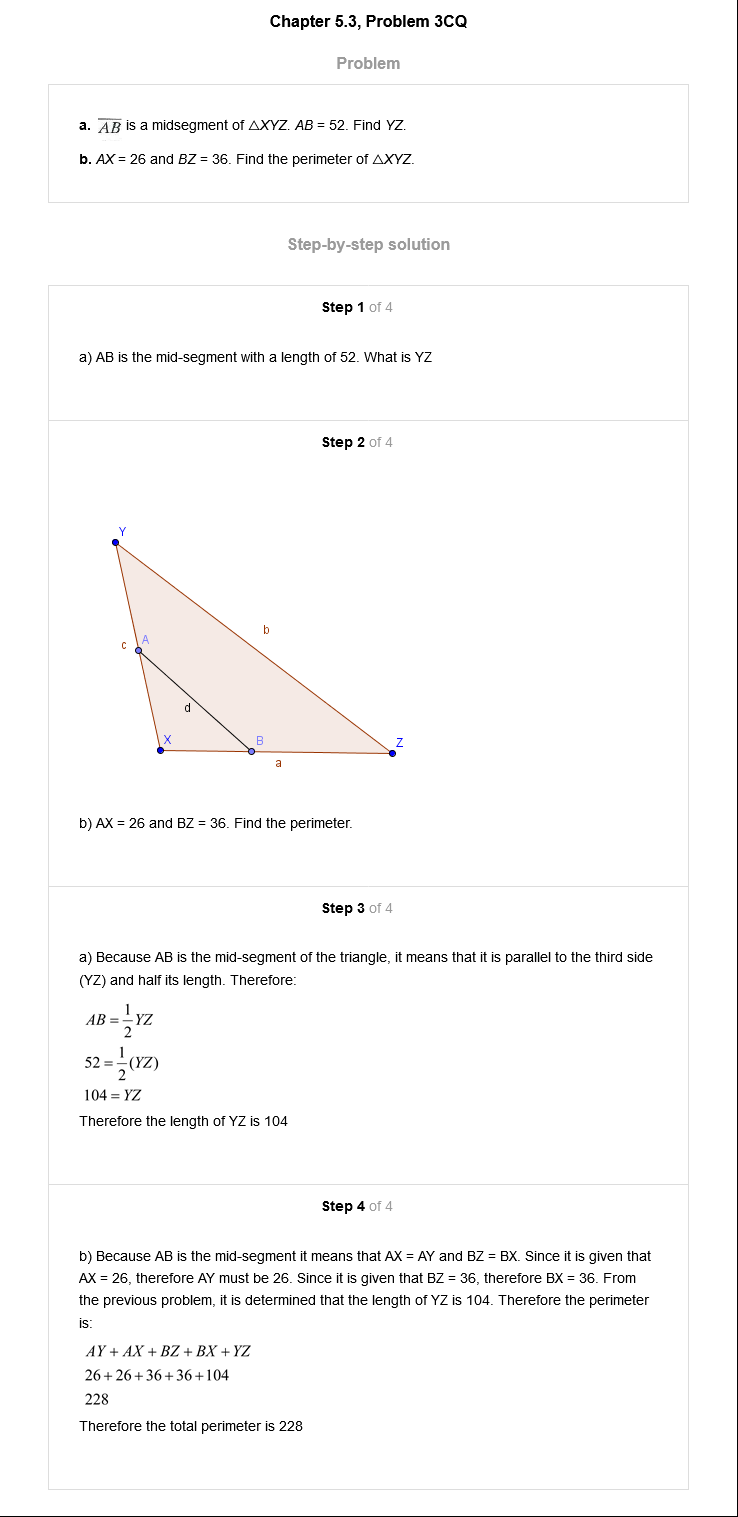 Chapter 5.3, Problem 3CQ
Problem
a. AB is a midsegment of △XYZ. AB = 52. Find YZ.
b. AX = 26 and BZ = 36. Find the perimeter of △XYZ.
Step-by-step solution
Step 1 of 4
a) AB is the mid-segment with a length of 52. What is YZ
Step 2 of 4
Y
b
c
A
d
X
B
Z
a
b) AX = 26 and BZ = 36. Find the perimeter.
Step 3 of 4
a) Because AB is the mid-segment of the triangle, it means that it is parallel to the third side
(YZ) and half its length. Therefore:
AB = 1/2 YZ
52 = 1/2 (YZ)
104 = YZ
Therefore the length of YZ is 104
Step 4 of 4
b) Because AB is the mid-segment it means that AX = AY and BZ = BX. Since it is given that
AX = 26, therefore AY must be 26. Since it is given that BZ = 36, therefore BX = 36. From
the previous problem, it is determined that the length of YZ is 104. Therefore the perimeter
is:
AY + AX + BZ + BX + YZ
26 + 26 + 36 + 36 + 104
228
Therefore the total perimeter is 228